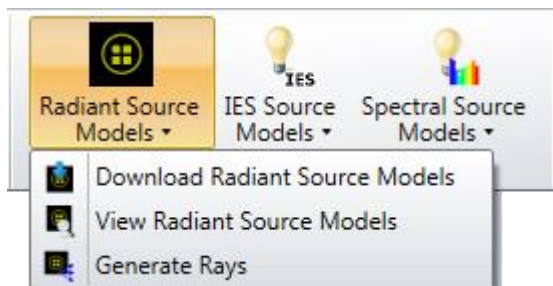 IES
Radiant Source IES Source Spectral Source
Models ▾ Models ▾ Models ▾
Download Radiant Source Models
View Radiant Source Models
Generate Rays